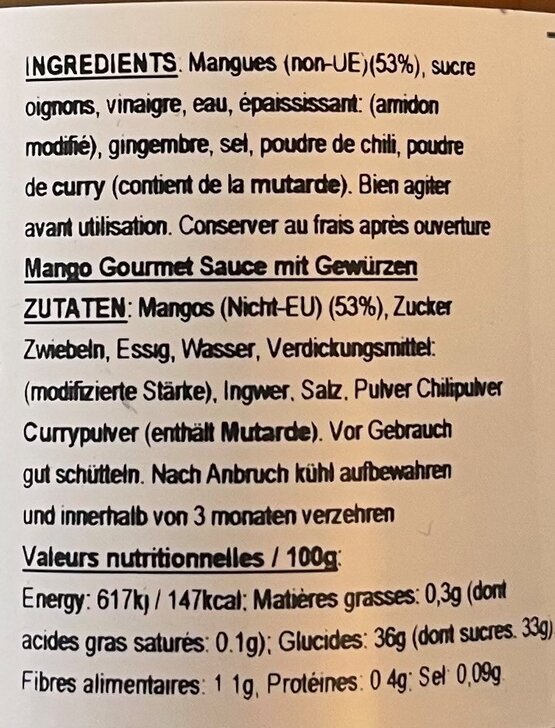 INGREDIENTS: Mangues (non-UE)(53%), sucre
oignons, vinaigre, eau, épaississant: (amidon
modifié), gingembre, sel, poudre de chili, poudre
de curry (contient de la mutarde). Bien agiter
avant utilisation. Conserver au frais après ouverture
Mango Gourmet Sauce mit Gewürzen
ZUTATEN: Mangos (Nicht-EU) (53%), Zucker
Zwiebeln, Essig, Wasser, Verdickungsmittel:
(modifizierte Stärke), Ingwer, Salz, Pulver Chilipulver
Currypulver (enthält Mutarde). Vor Gebrauch
gut schütteln. Nach Anbruch kühl aufbewahren
und innerhalb von 3 monaten verzehren
Valeurs nutritionnelles / 100g:
Energy: 617kj / 147kcal; Matières grasses: 0,3g (dont
acides gras saturés: 0.1g); Glucides: 36g (dont sucres. 33g)
Fibres alimentaires: 1 1g, Protéines: 0 4g; Sel 0,09g